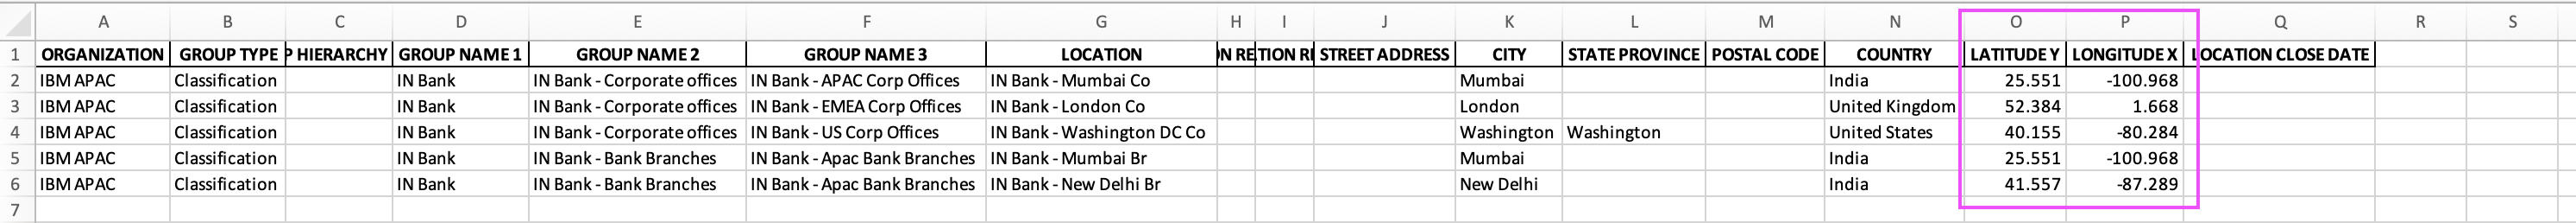 A B C D E F G H I J K L M N O P Q R S
1 ORGANIZATION GROUP TYPE P HIERARCHY GROUP NAME 1 GROUP NAME 2 GROUP NAME 3 LOCATION ON RE TION RI STREET ADDRESS CITY STATE PROVINCE POSTAL CODE COUNTRY LATITUDE Y LONGITUDE X LOCATION CLOSE DATE
2 IBM APAC Classification IN Bank IN Bank - Corporate offices IN Bank - APAC Corp Offices IN Bank - Mumbai Co Mumbai India 25.551 -100.968
3 IBM APAC Classification IN Bank IN Bank - Corporate offices IN Bank - EMEA Corp Offices IN Bank - London Co London United Kingdom 52.384 1.668
4 IBM APAC Classification IN Bank IN Bank - Corporate offices IN Bank - US Corp Offices IN Bank - Washington DC Co Washington Washington United States 40.155 -80.284
5 IBM APAC Classification IN Bank IN Bank - Bank Branches IN Bank - Apac Bank Branches IN Bank - Mumbai Br Mumbai India 25.551 -100.968
6 IBM APAC Classification IN Bank IN Bank - Bank Branches IN Bank - Apac Bank Branches IN Bank - New Delhi Br New Delhi India 41.557 -87.289
7